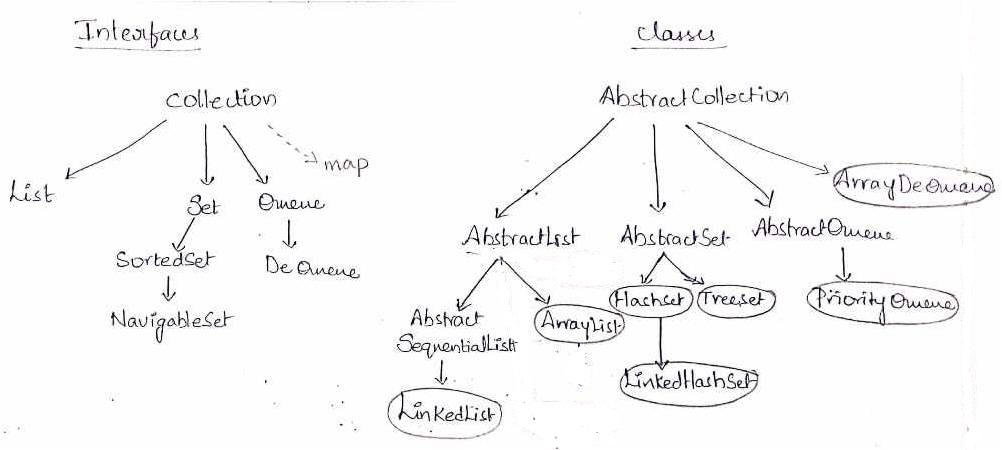 Interfaces
Classes
Collection
AbstractCollection
map
List
ArrayDeQueue
Set
Queue
AbstractList
AbstractSet
AbstractQueue
SortedSet
DeQueue
HashSet
TreeSet
PriorityQueue
NavigableSet
Abstract
SequentialList
ArrayList
LinkedHashSet
LinkedList